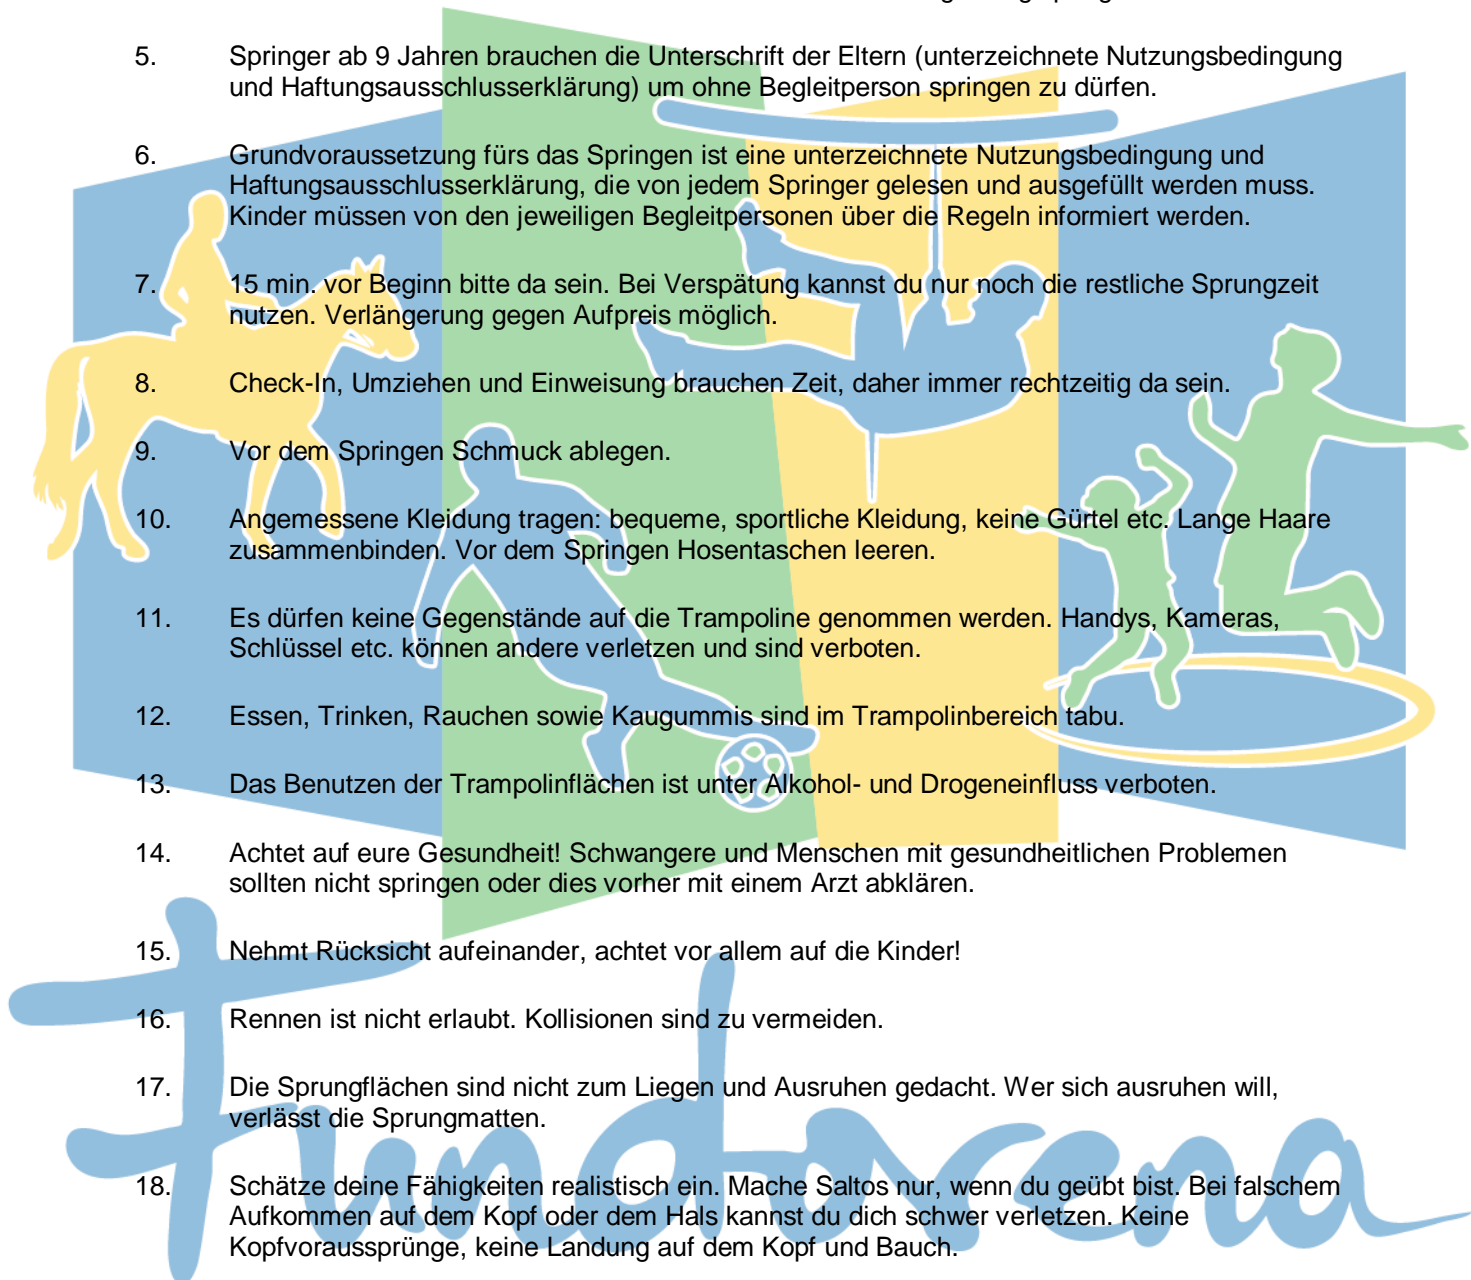 5. Springer ab 9 Jahren brauchen die Unterschrift der Eltern (unterzeichnete Nutzungsbedingung
und Haftungsausschlusserklärung) um ohne Begleitperson springen zu dürfen.
6. Grundvoraussetzung fürs das Springen ist eine unterzeichnete Nutzungsbedingung und
Haftungsausschlusserklärung, die von jedem Springer gelesen und ausgefüllt werden muss.
Kinder müssen von den jeweiligen Begleitpersonen über die Regeln informiert werden.
7. 15 min. vor Beginn bitte da sein. Bei Verspätung kannst du nur noch die restliche Sprungzeit
nutzen. Verlängerung gegen Aufpreis möglich.
8. Check-In, Umziehen und Einweisung brauchen Zeit, daher immer rechtzeitig da sein.
9. Vor dem Springen Schmuck ablegen.
10. Angemessene Kleidung tragen: bequeme, sportliche Kleidung, keine Gürtel etc. Lange Haare
zusammenbinden. Vor dem Springen Hosentaschen leeren.
11. Es dürfen keine Gegenstände auf die Trampoline genommen werden. Handys, Kameras,
Schlüssel etc. können andere verletzen und sind verboten.
12. Essen, Trinken, Rauchen sowie Kaugummis sind im Trampolinbereich tabu.
13. Das Benutzen der Trampolinflächen ist unter Alkohol- und Drogeneinfluss verboten.
14. Achtet auf eure Gesundheit! Schwangere und Menschen mit gesundheitlichen Problemen
sollten nicht springen oder dies vorher mit einem Arzt abklären.
15. Nehmt Rücksicht aufeinander, achtet vor allem auf die Kinder!
16. Rennen ist nicht erlaubt. Kollisionen sind zu vermeiden.
17. Die Sprungflächen sind nicht zum Liegen und Ausruhen gedacht. Wer sich ausruhen will,
verlässt die Sprungmatten.
18. Schätze deine Fähigkeiten realistisch ein. Mache Saltos nur, wenn du geübt bist. Bei falschem
Aufkommen auf dem Kopf oder dem Hals kannst du dich schwer verletzen. Keine
Kopfvoraussprünge, keine Landung auf dem Kopf und Bauch.
Fundorena